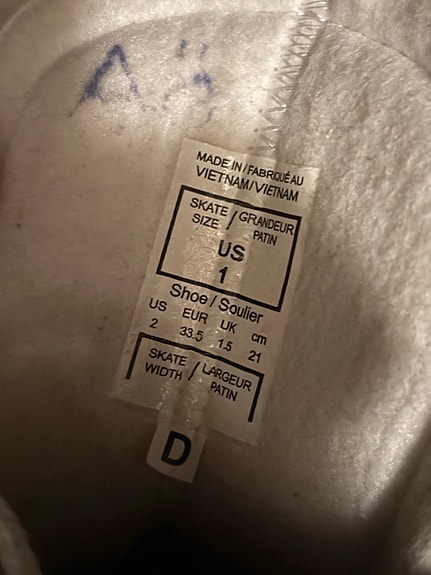 MADE IN / FABRIQUÉ AU
VIETNAM/VIETNAM
SKATE / GRANDEUR
SIZE PATIN
US
1
Shoe / Soulier
US EUR UK cm
2 33.5 1.5 21
SKATE / LARGEUR
WIDTH PATIN
D